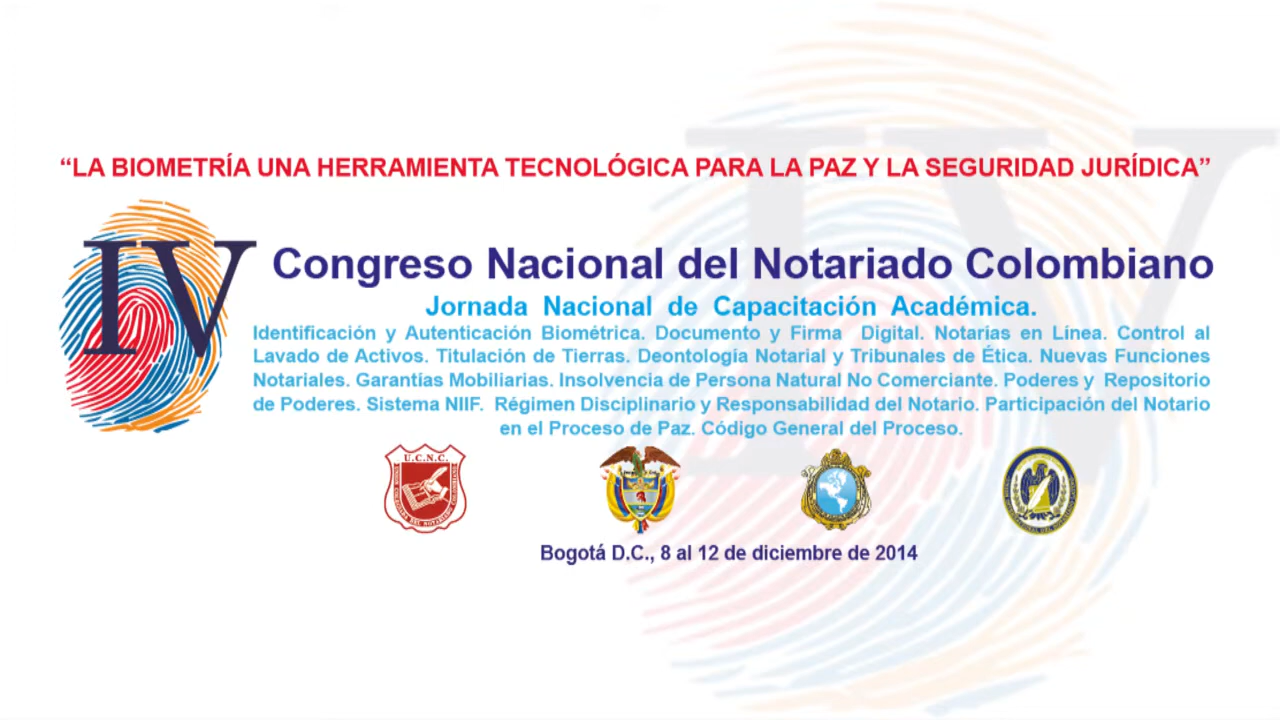 “LA BIOMETRÍA UNA HERRAMIENTA TECNOLÓGICA PARA LA PAZ Y LA SEGURIDAD JURÍDICA”
IV
Congreso Nacional del Notariado Colombiano
Jornada Nacional de Capacitación Académica.
Identificación y Autenticación Biométrica. Documento y Firma Digital. Notarías en Línea. Control al
Lavado de Activos. Titulación de Tierras. Deontología Notarial y Tribunales de Ética. Nuevas Funciones
Notariales. Garantías Mobiliarias. Insolvencia de Persona Natural No Comerciante. Poderes y Repositorio
de Poderes. Sistema NIIF. Régimen Disciplinario y Responsabilidad del Notario. Participación del Notario
en el Proceso de Paz. Código General del Proceso.
U.C.N.C.
Bogotá D.C., 8 al 12 de diciembre de 2014